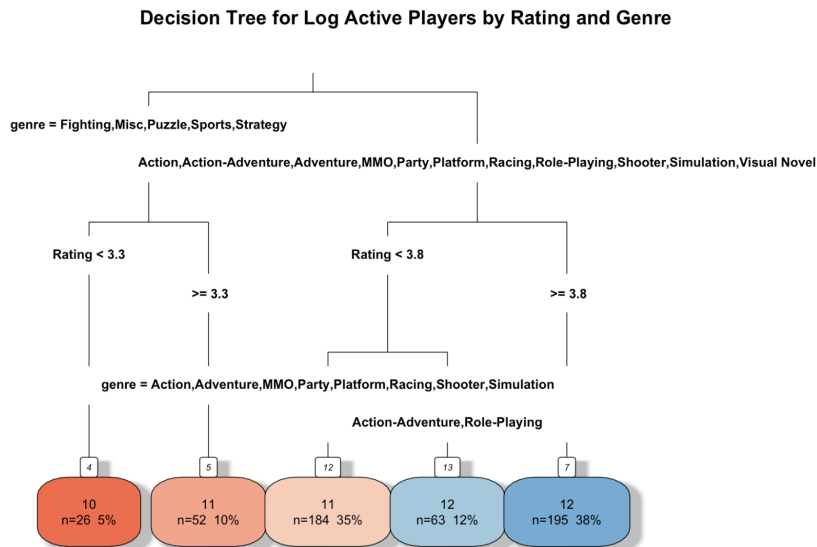 Decision Tree for Log Active Players by Rating and Genre
genre = Fighting,Misc,Puzzle,Sports,Strategy
Action,Action-Adventure,Adventure,MMO,Party,Platform,Racing,Role-Playing,Shooter,Simulation,Visual Novel
Rating < 3.3
Rating < 3.8
>= 3.3
>= 3.8
genre = Action,Adventure,MMO,Party,Platform,Racing,Shooter,Simulation
Action-Adventure,Role-Playing
4
5
12
13
7
10
n=26 5%
11
n=52 10%
11
n=184 35%
12
n=63 12%
12
n=195 38%